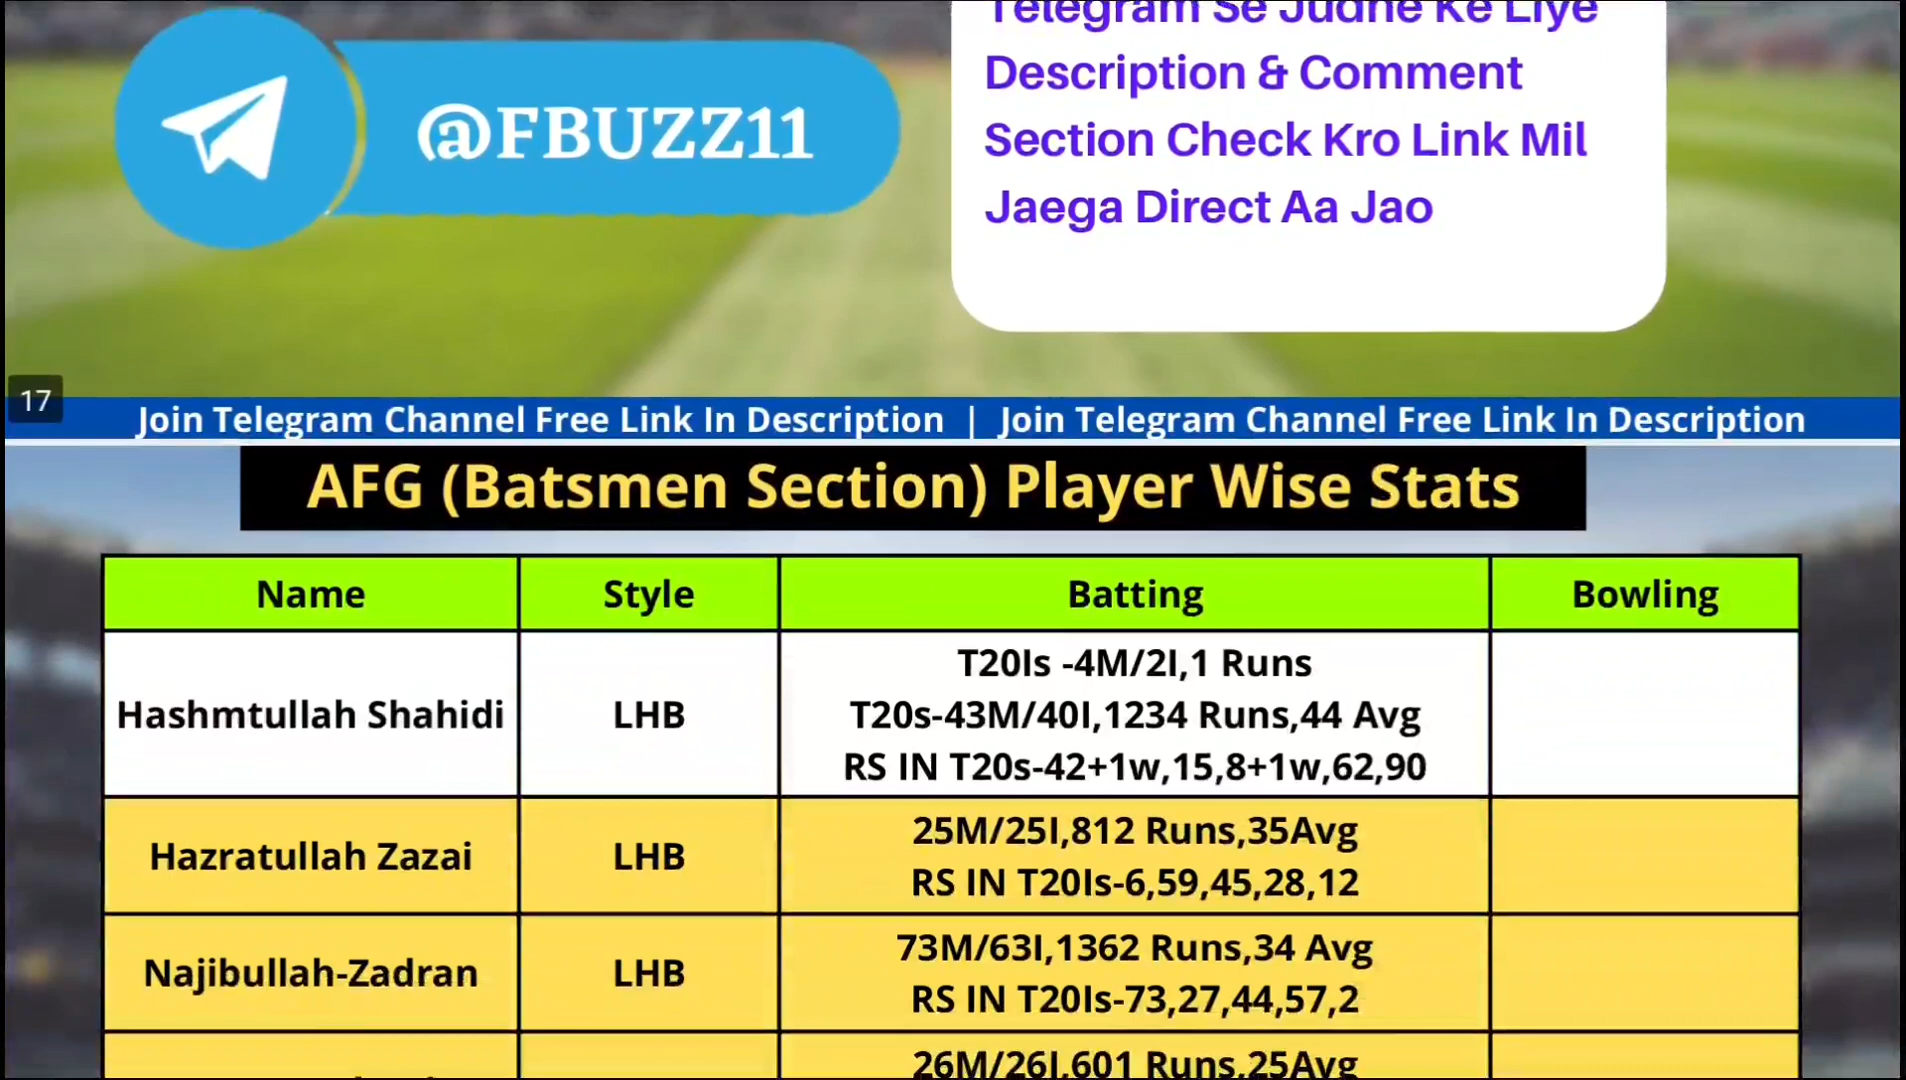 Telegram Se Judne Ke Liye
Description & Comment
Section Check Kro Link Mil
Jaega Direct Aa Jao
@FBUZZ11
17
Join Telegram Channel Free Link In Description | Join Telegram Channel Free Link In Description
AFG (Batsmen Section) Player Wise Stats
Name Style Batting Bowling
T20Is -4M/2I,1 Runs
Hashmtullah Shahidi LHB T20s-43M/40I,1234 Runs,44 Avg
RS IN T20s-42+1w,15,8+1w,62,90
25M/25I,812 Runs,35Avg
Hazratullah Zazai LHB
RS IN T20Is-6,59,45,28,12
73M/63I,1362 Runs,34 Avg
Najibullah-Zadran LHB
RS IN T20Is-73,27,44,57,2
26M/26I,601 Runs,25Avg